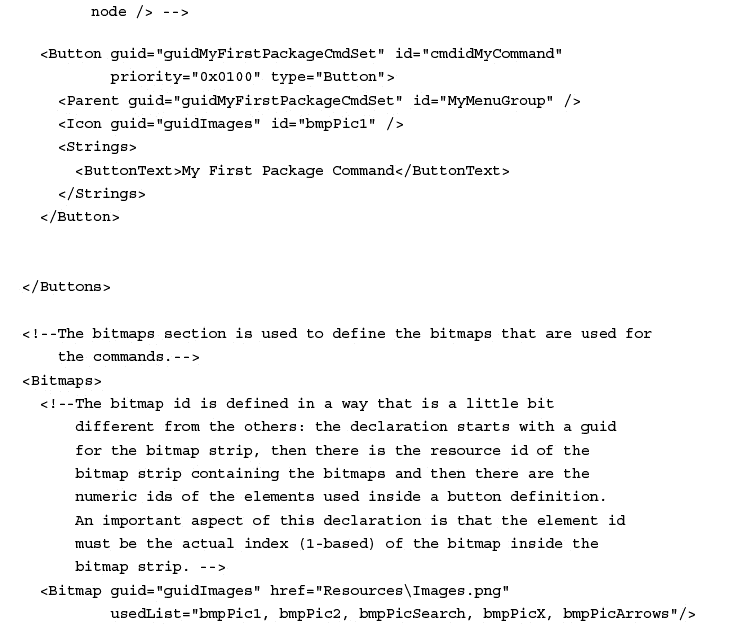 node /> -->
<Button guid="guidMyFirstPackageCmdSet" id="cmdidMyCommand"
priority="0x0100" type="Button">
<Parent guid="guidMyFirstPackageCmdSet" id="MyMenuGroup" />
<Icon guid="guidImages" id="bmpPic1" />
<Strings>
<ButtonText>My First Package Command</ButtonText>
</Strings>
</Button>
</Buttons>
<!--The bitmaps section is used to define the bitmaps that are used for
the commands.-->
<Bitmaps>
<!--The bitmap id is defined in a way that is a little bit
different from the others: the declaration starts with a guid
for the bitmap strip, then there is the resource id of the
bitmap strip containing the bitmaps and then there are the
numeric ids of the elements used inside a button definition.
An important aspect of this declaration is that the element id
must be the actual index (1-based) of the bitmap inside the
bitmap strip. -->
<Bitmap guid="guidImages" href="Resources\Images.png"
usedList="bmpPic1, bmpPic2, bmpPicSearch, bmpPicX, bmpPicArrows"/>